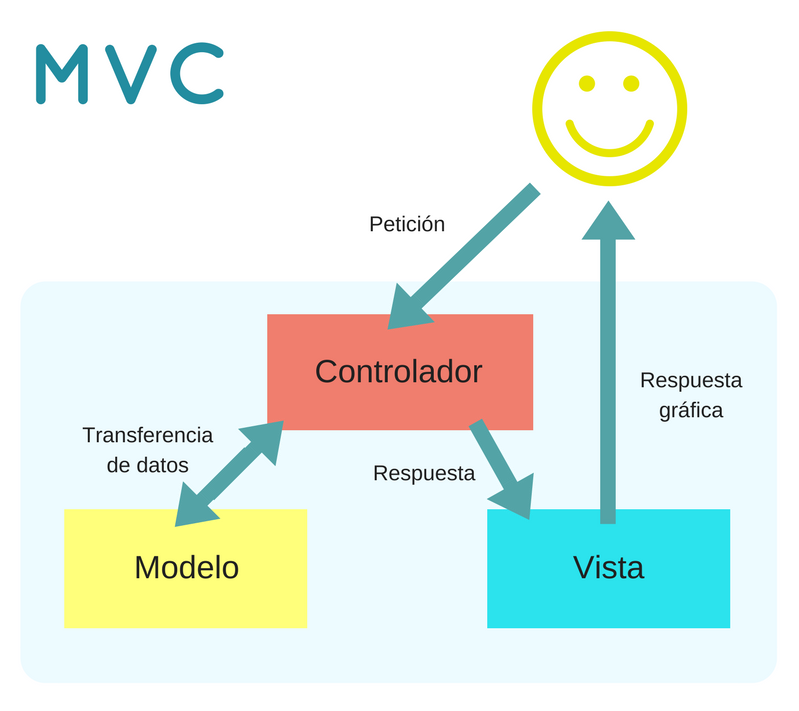 MVC
Petición
Controlador
Respuesta
gráfica
Transferencia
de datos
Respuesta
Modelo
Vista